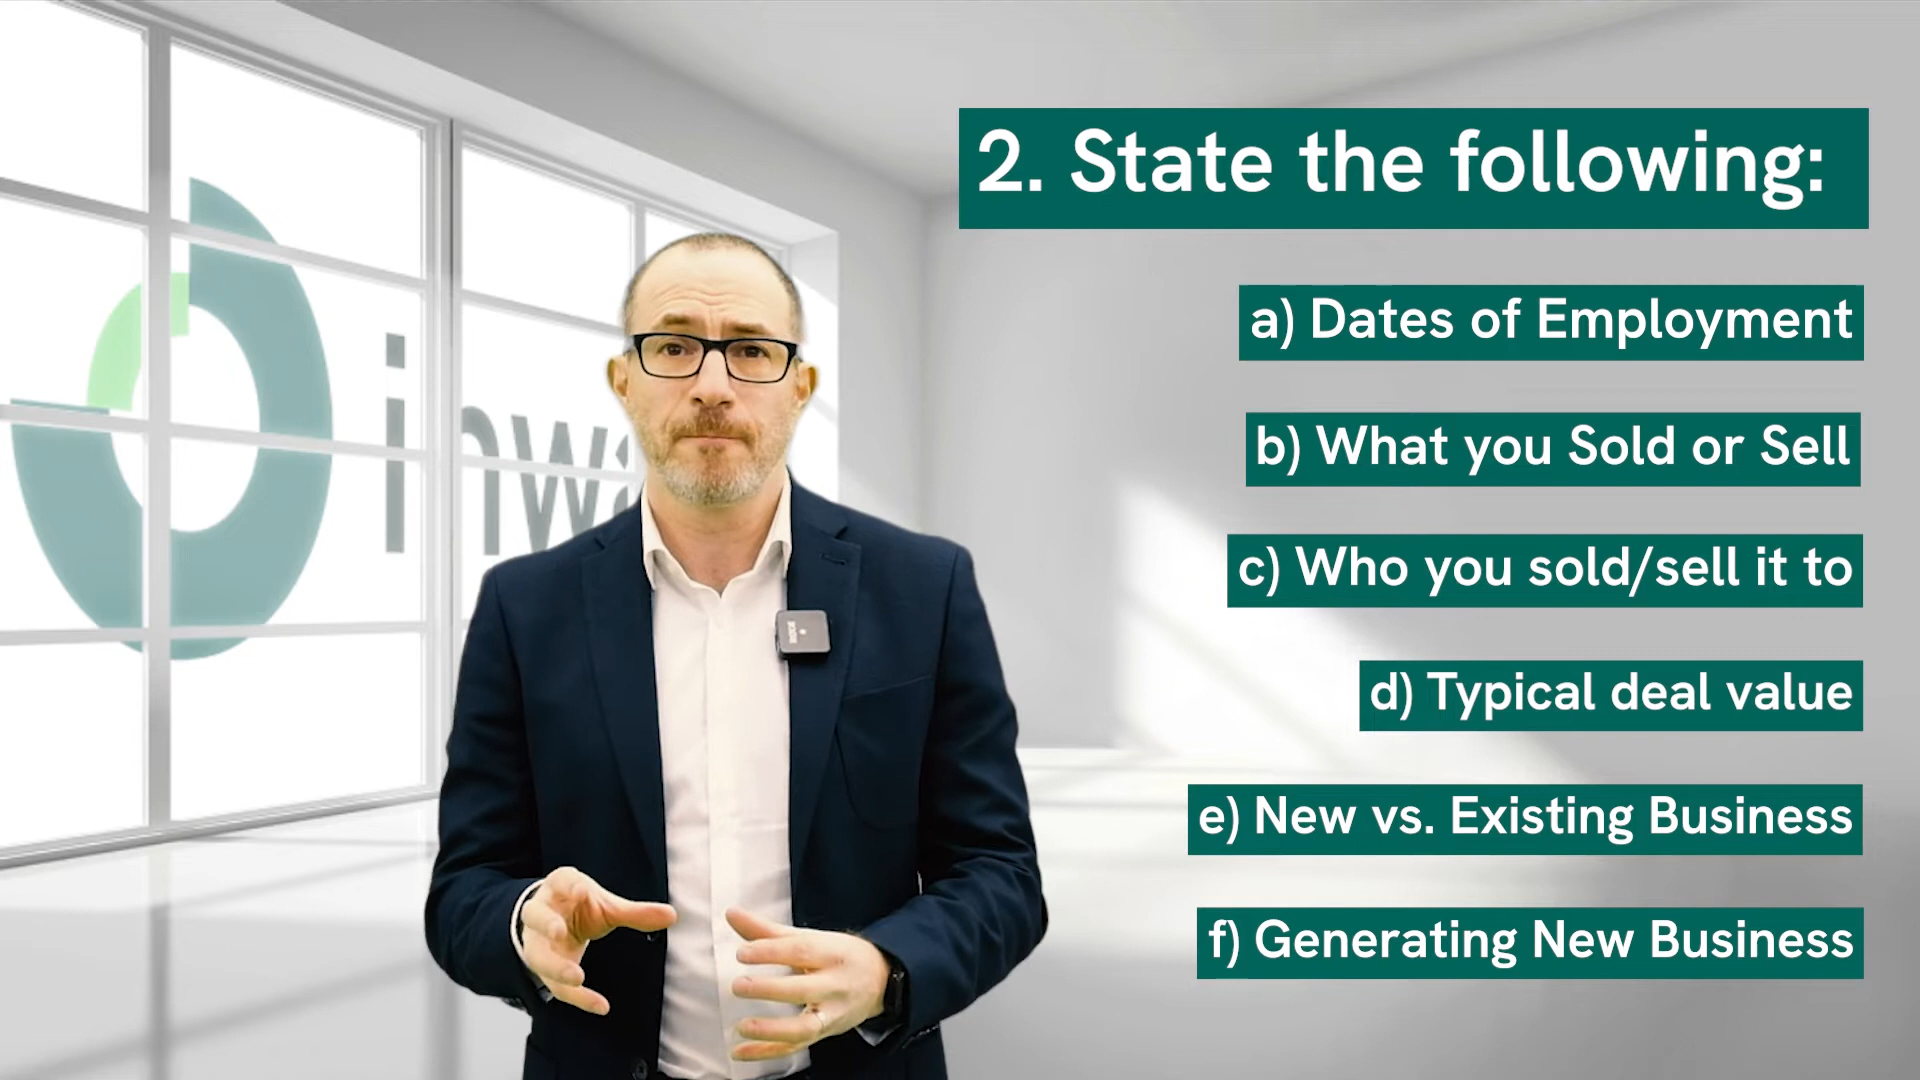 2. State the following:
a) Dates of Employment
b) What you Sold or Sell
c) Who you sold/sell it to
d) Typical deal value
e) New vs. Existing Business
f) Generating New Business
inwa